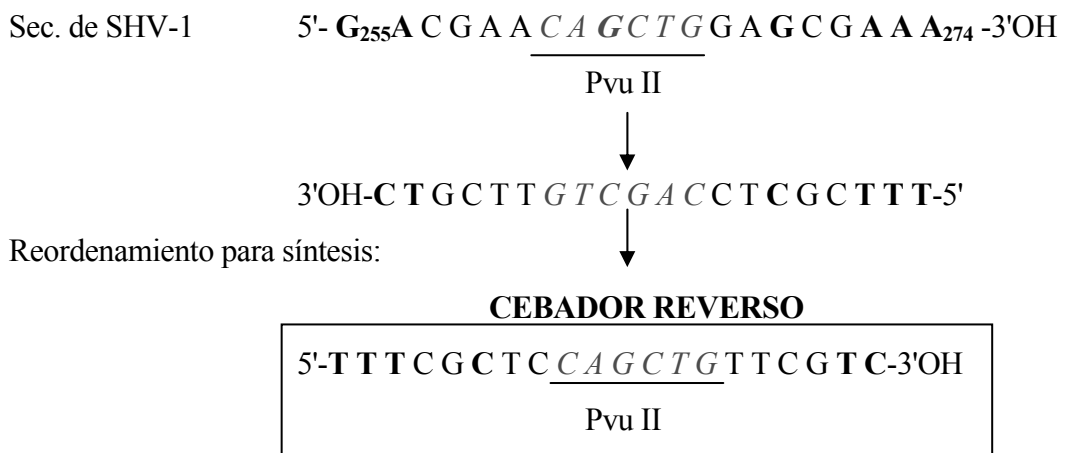 Sec. de SHV-1 5'- G₂₅₅A C G A A C A G C T G G A G C G A A A₂₇₄ -3'OH
Pvu II
3'OH-C T G C T T G T C G A C C T C G C T T T-5'
Reordenamiento para síntesis:
CEBADOR REVERSO
5'-T T T C G C T C C A G C T G T T C G T C-3'OH
Pvu II